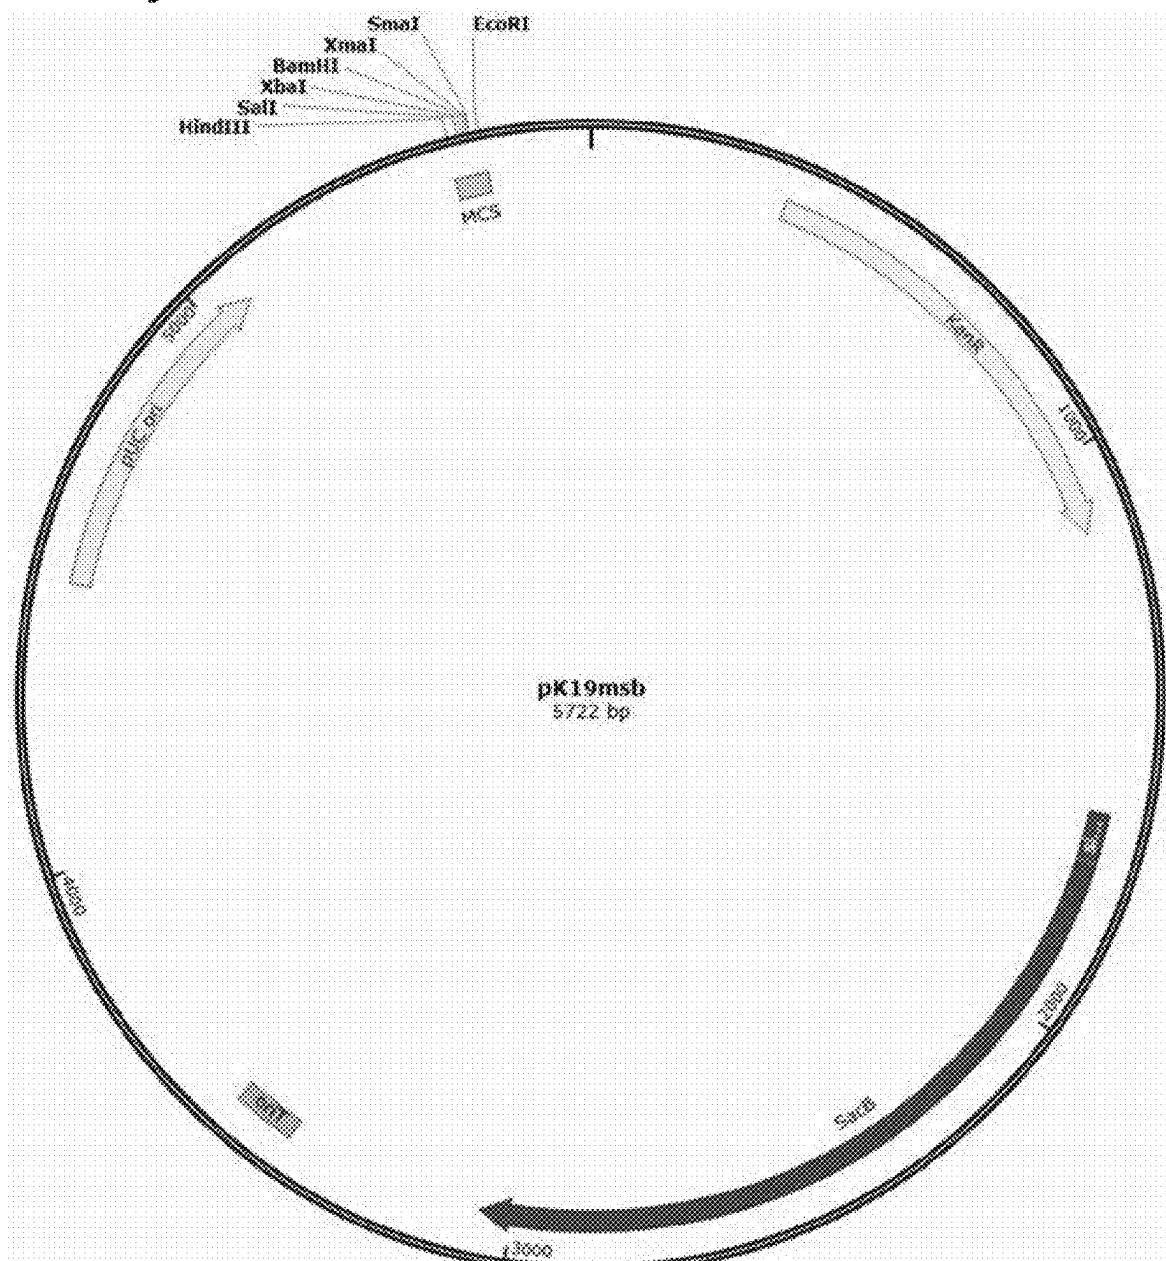 SmaI
EcoRI
XmaI
BamHI
XbaI
SalI
HindIII
MCS
KanR
5000
1000
pUC ori
pK19msb
5722 bp
4000
2000
SacB
3000